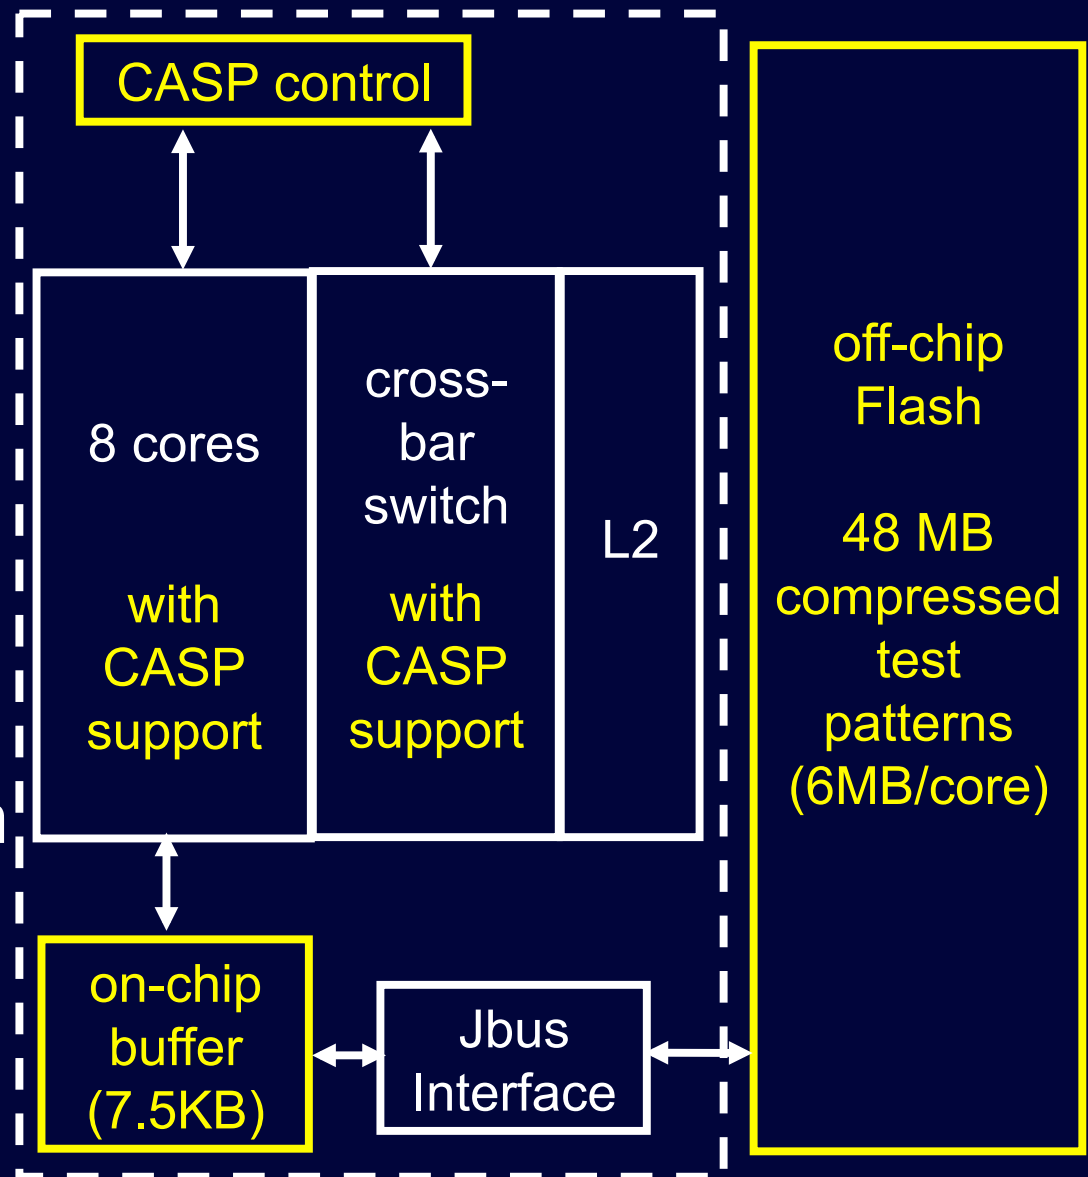 CASP control
8 cores
with
CASP
support
cross-
bar
switch
with
CASP
support
L2
off-chip
Flash
48 MB
compressed
test
patterns
(6MB/core)
on-chip
buffer
(7.5KB)
Jbus
Interface